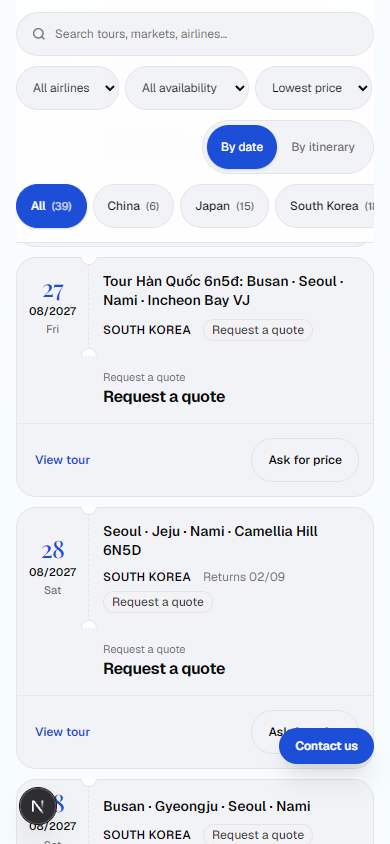 Search tours, markets, airlines...
All airlines
All availability
Lowest price
By date
By itinerary
All (39)
China (6)
Japan (15)
South Korea
27
08/2027
Fri
Tour Hàn Quốc 6n5đ: Busan · Seoul ·
Nami · Incheon Bay VJ
SOUTH KOREA
Request a quote
Request a quote
Request a quote
View tour
Ask for price
28
08/2027
Sat
Seoul · Jeju · Nami · Camellia Hill
6N5D
SOUTH KOREA
Returns 02/09
Request a quote
Request a quote
Request a quote
View tour
Contact us
N
08/2027
Busan · Gyeongju · Seoul · Nami
SOUTH KOREA
Request a quote